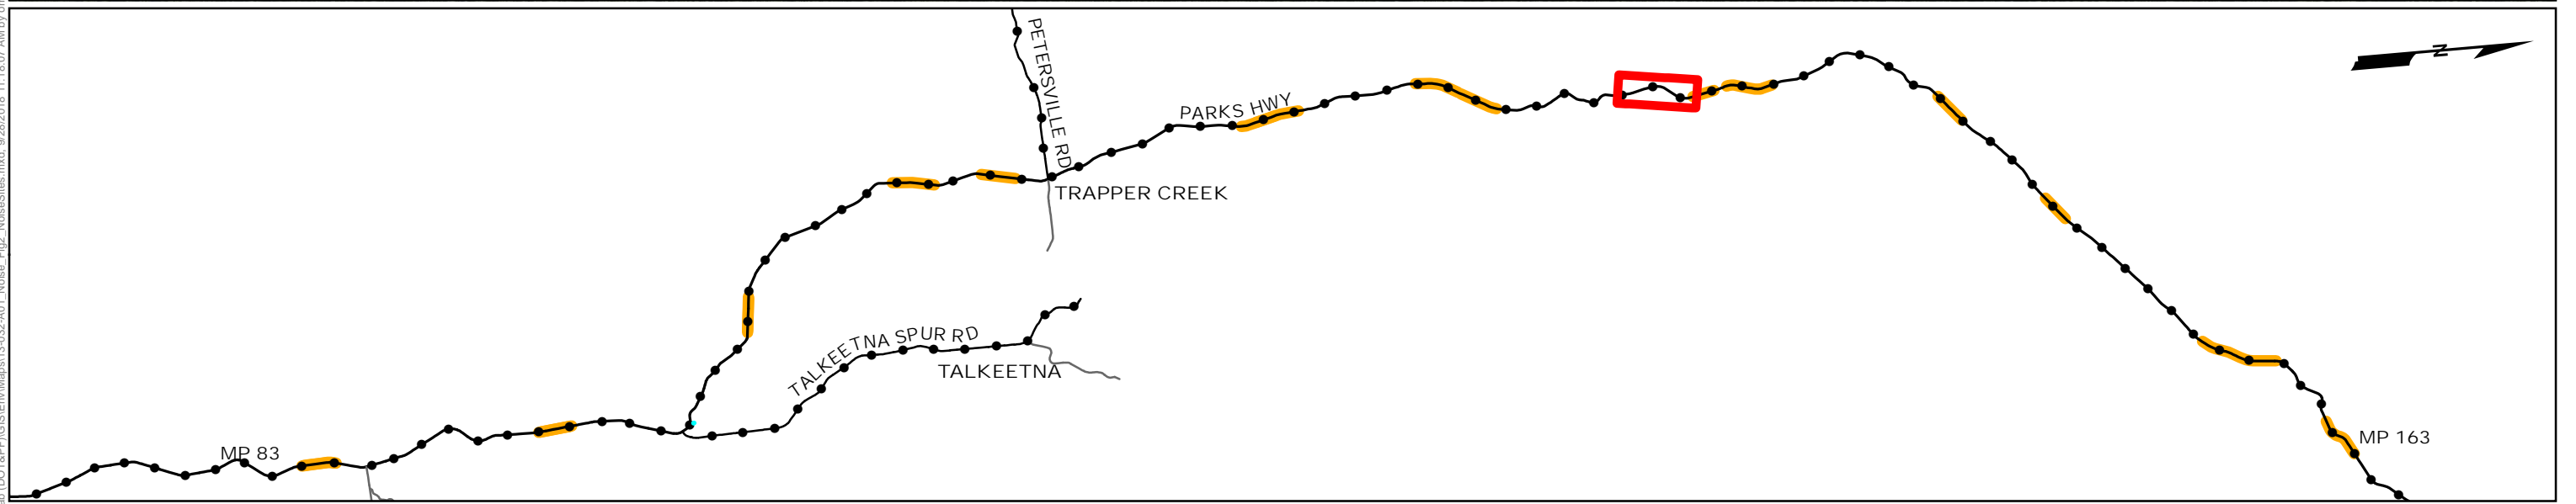 PETERSVILLE RD
PARKS HWY
N
TRAPPER CREEK
TALKEETNA SPUR RD
TALKEETNA
MP 83
MP 163